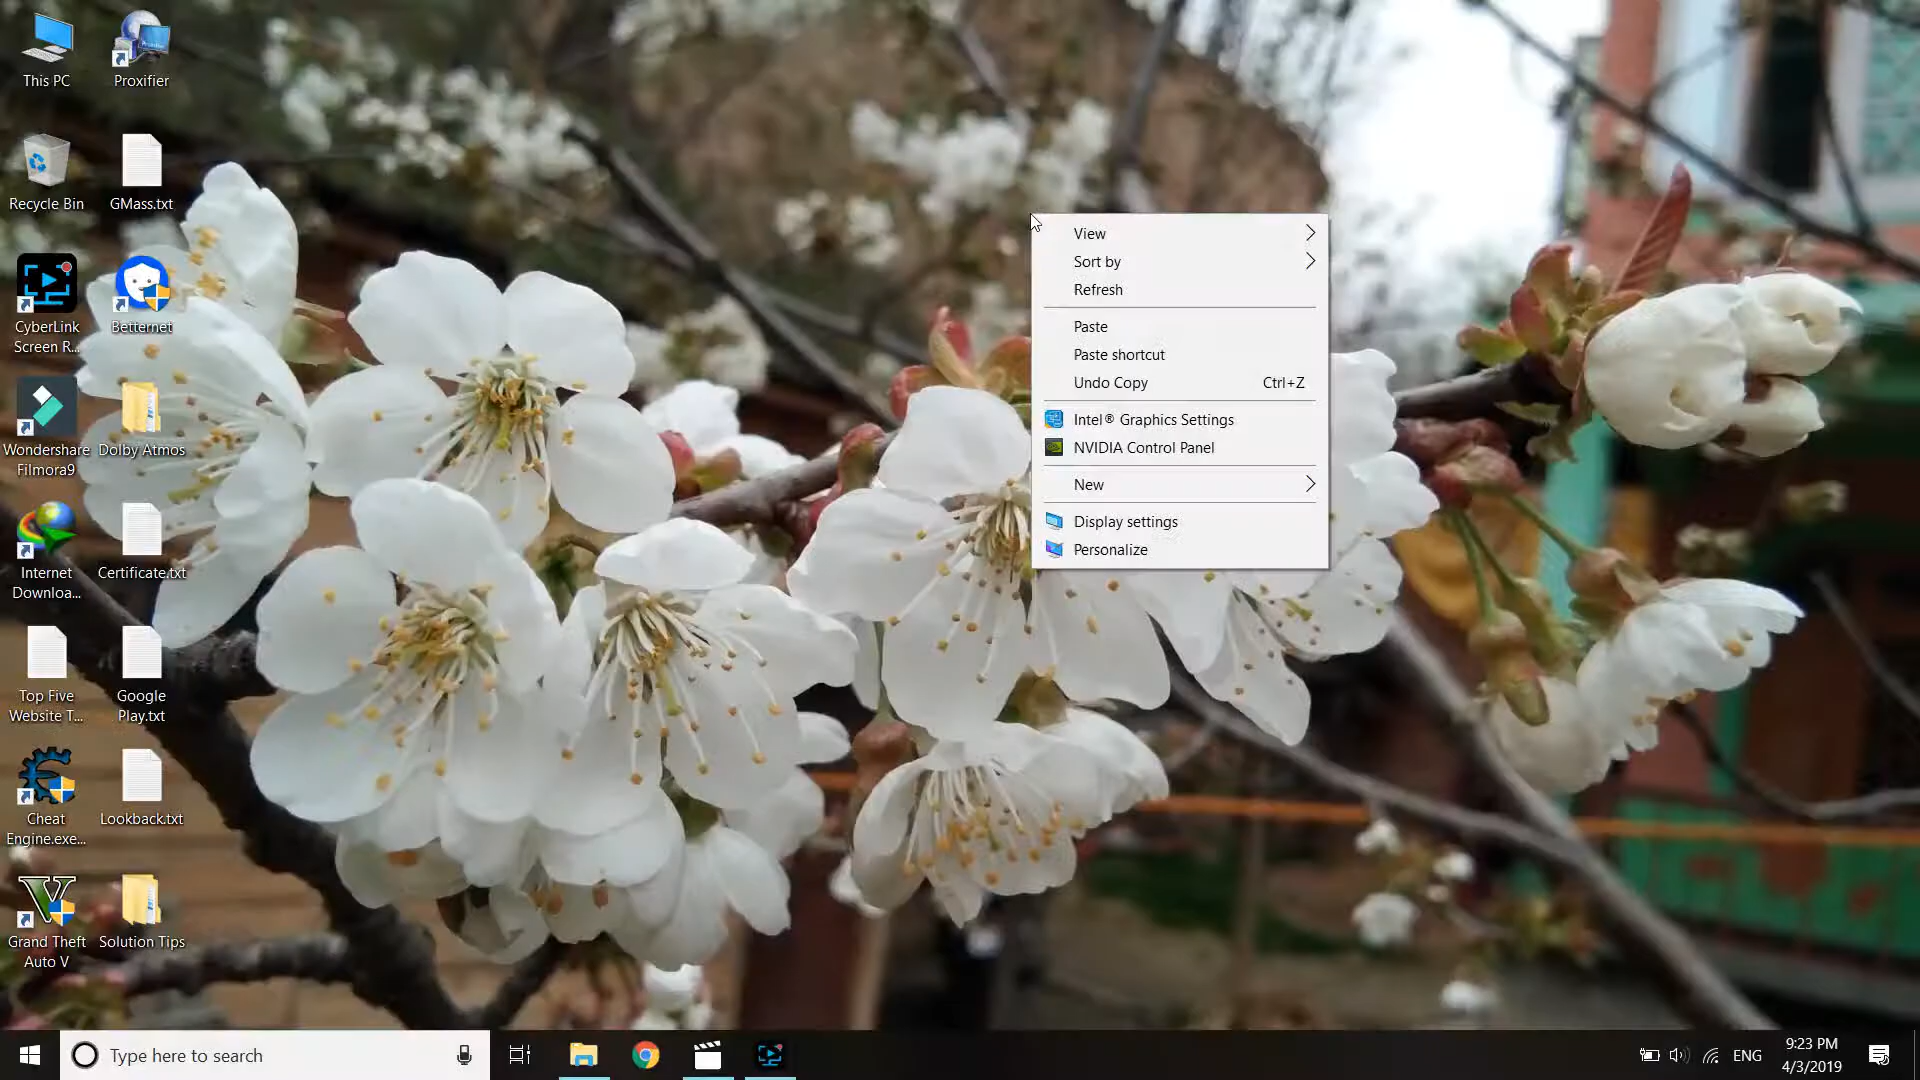 This PC
Proxifier
Recycle Bin
GMass.txt
CyberLink
Screen R...
Betternet
Wondershare
Filmora9
Dolby Atmos
Internet
Downloa...
Certificate.txt
Top Five
Website T...
Google
Play.txt
Cheat
Engine.exe...
Lookback.txt
Grand Theft
Auto V
Solution Tips
View
Sort by
Refresh
Paste
Paste shortcut
Undo Copy Ctrl+Z
Intel® Graphics Settings
NVIDIA Control Panel
New
Display settings
Personalize
Type here to search
ENG
9:23 PM
4/3/2019